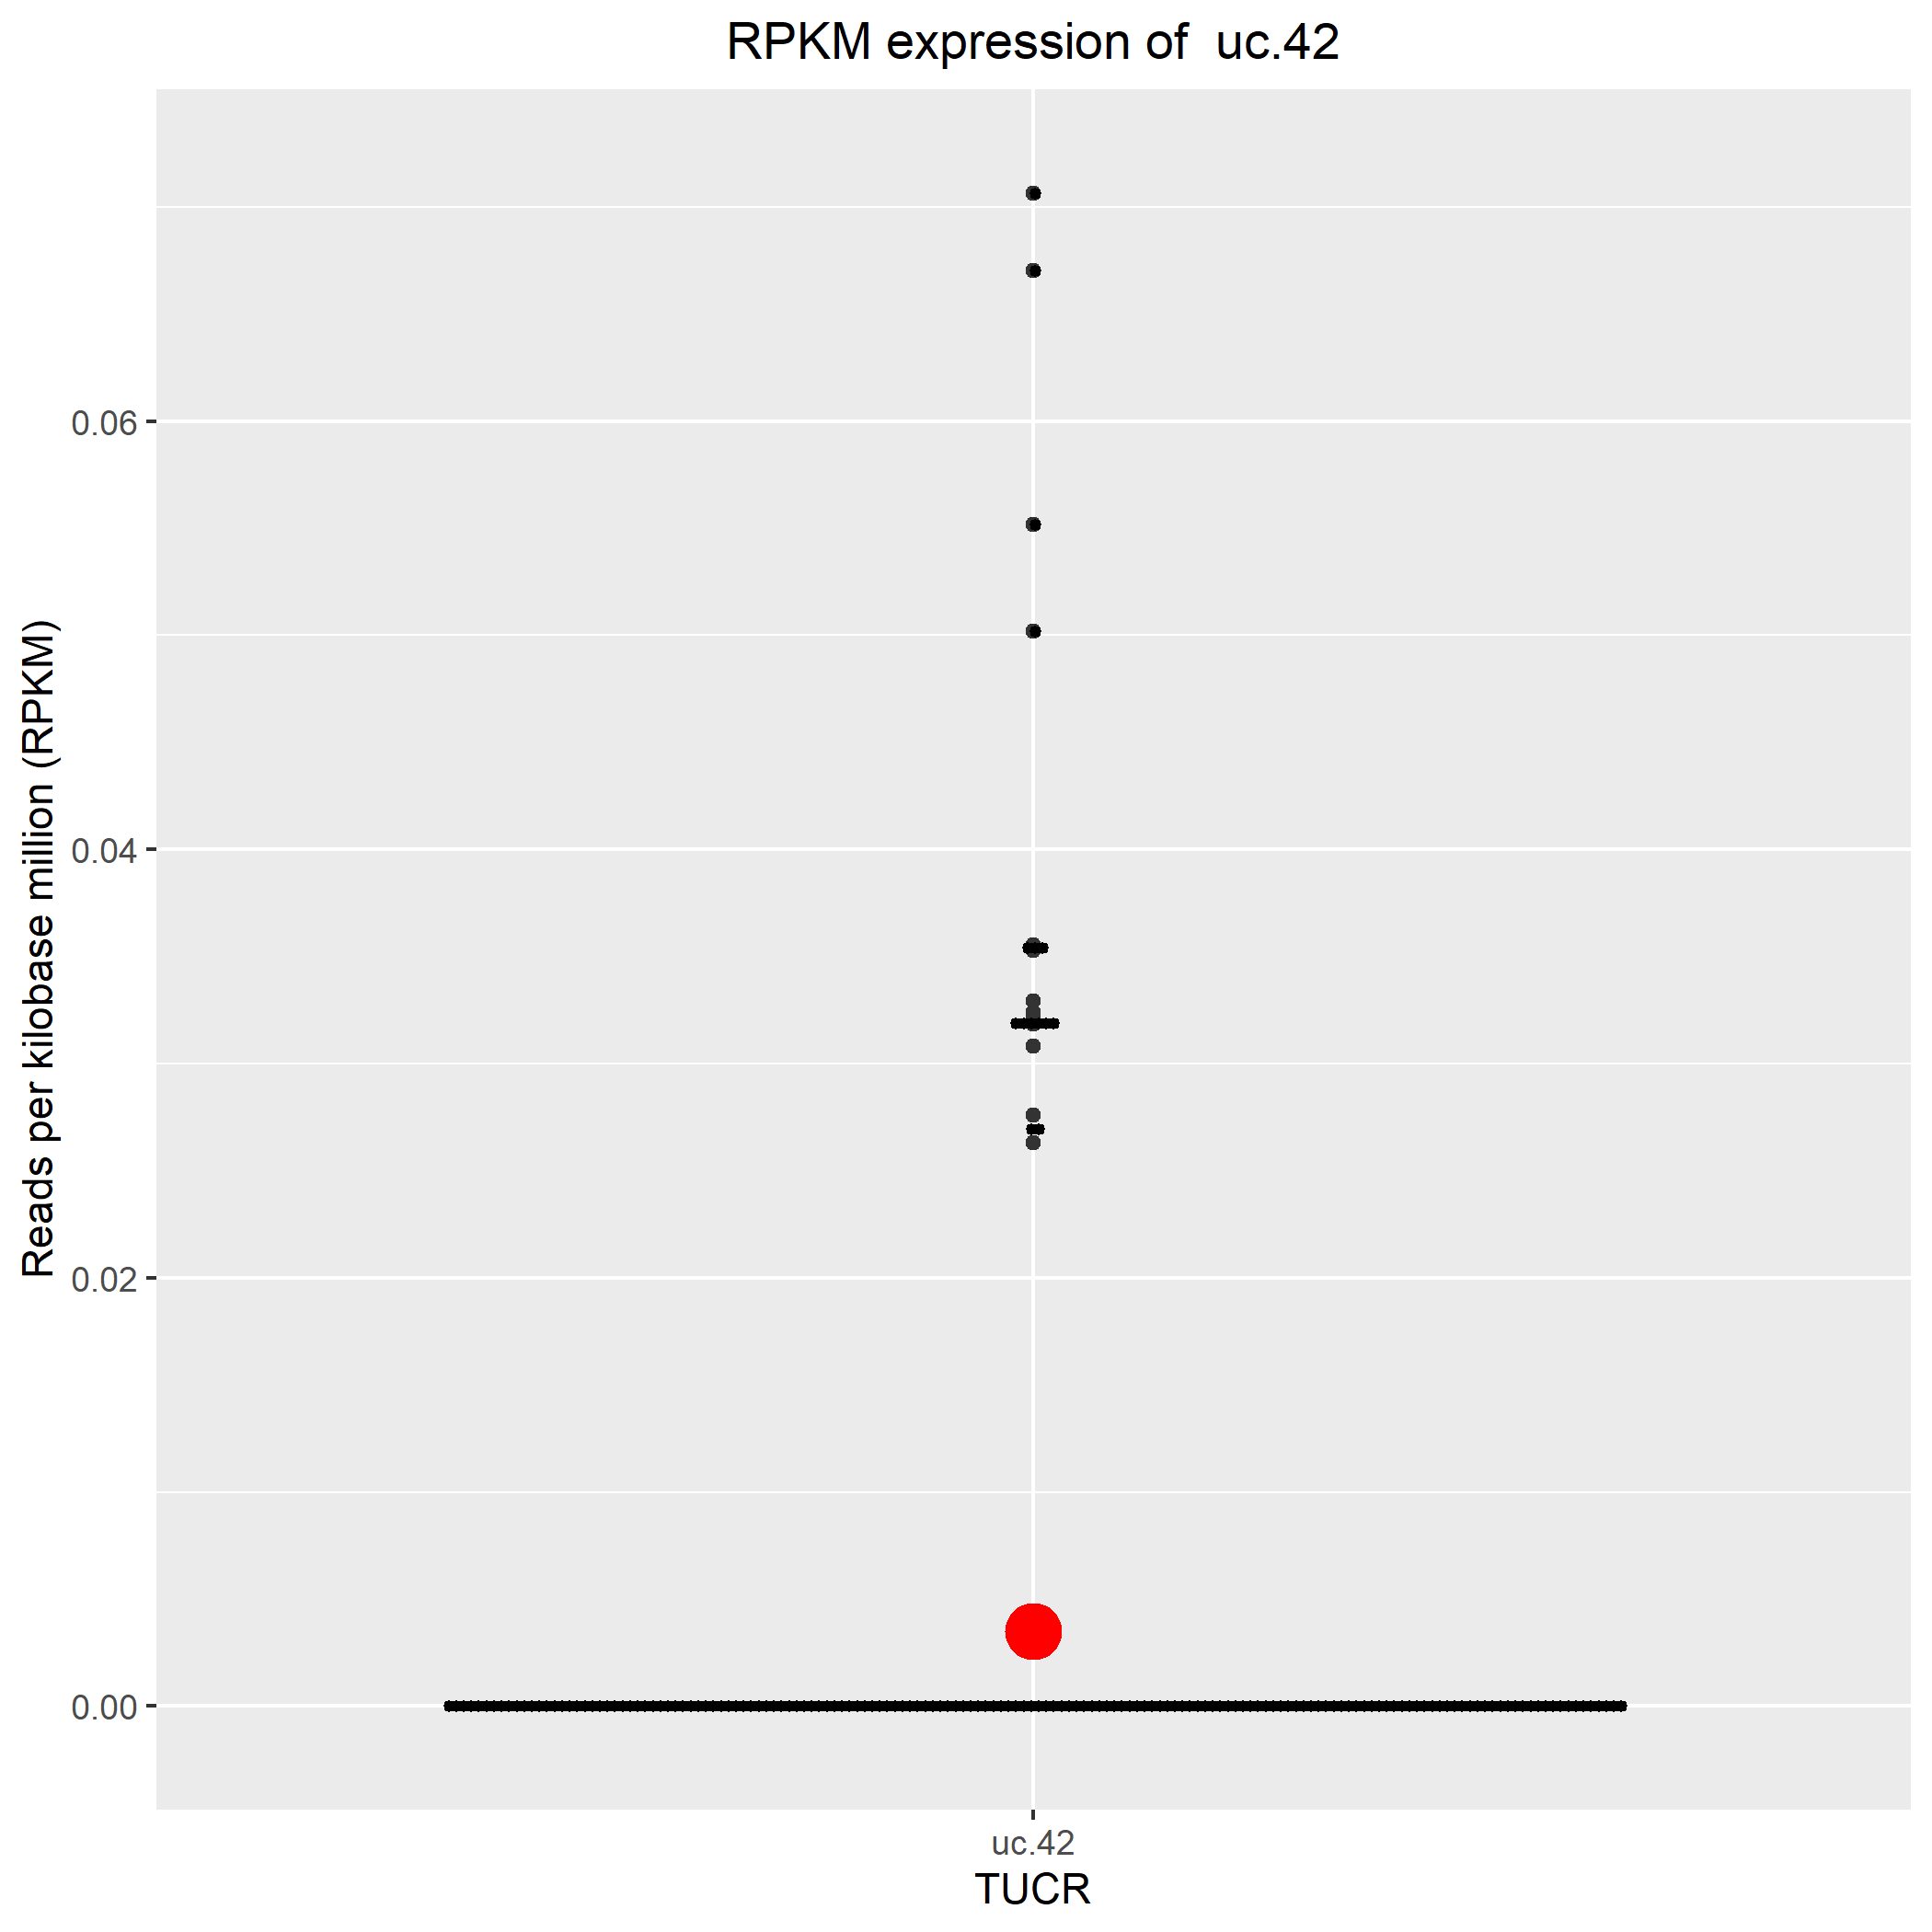 RPKM expression of  uc.42
Reads per kilobase million (RPKM)
0.06
0.04
0.02
0.00
uc.42
TUCR